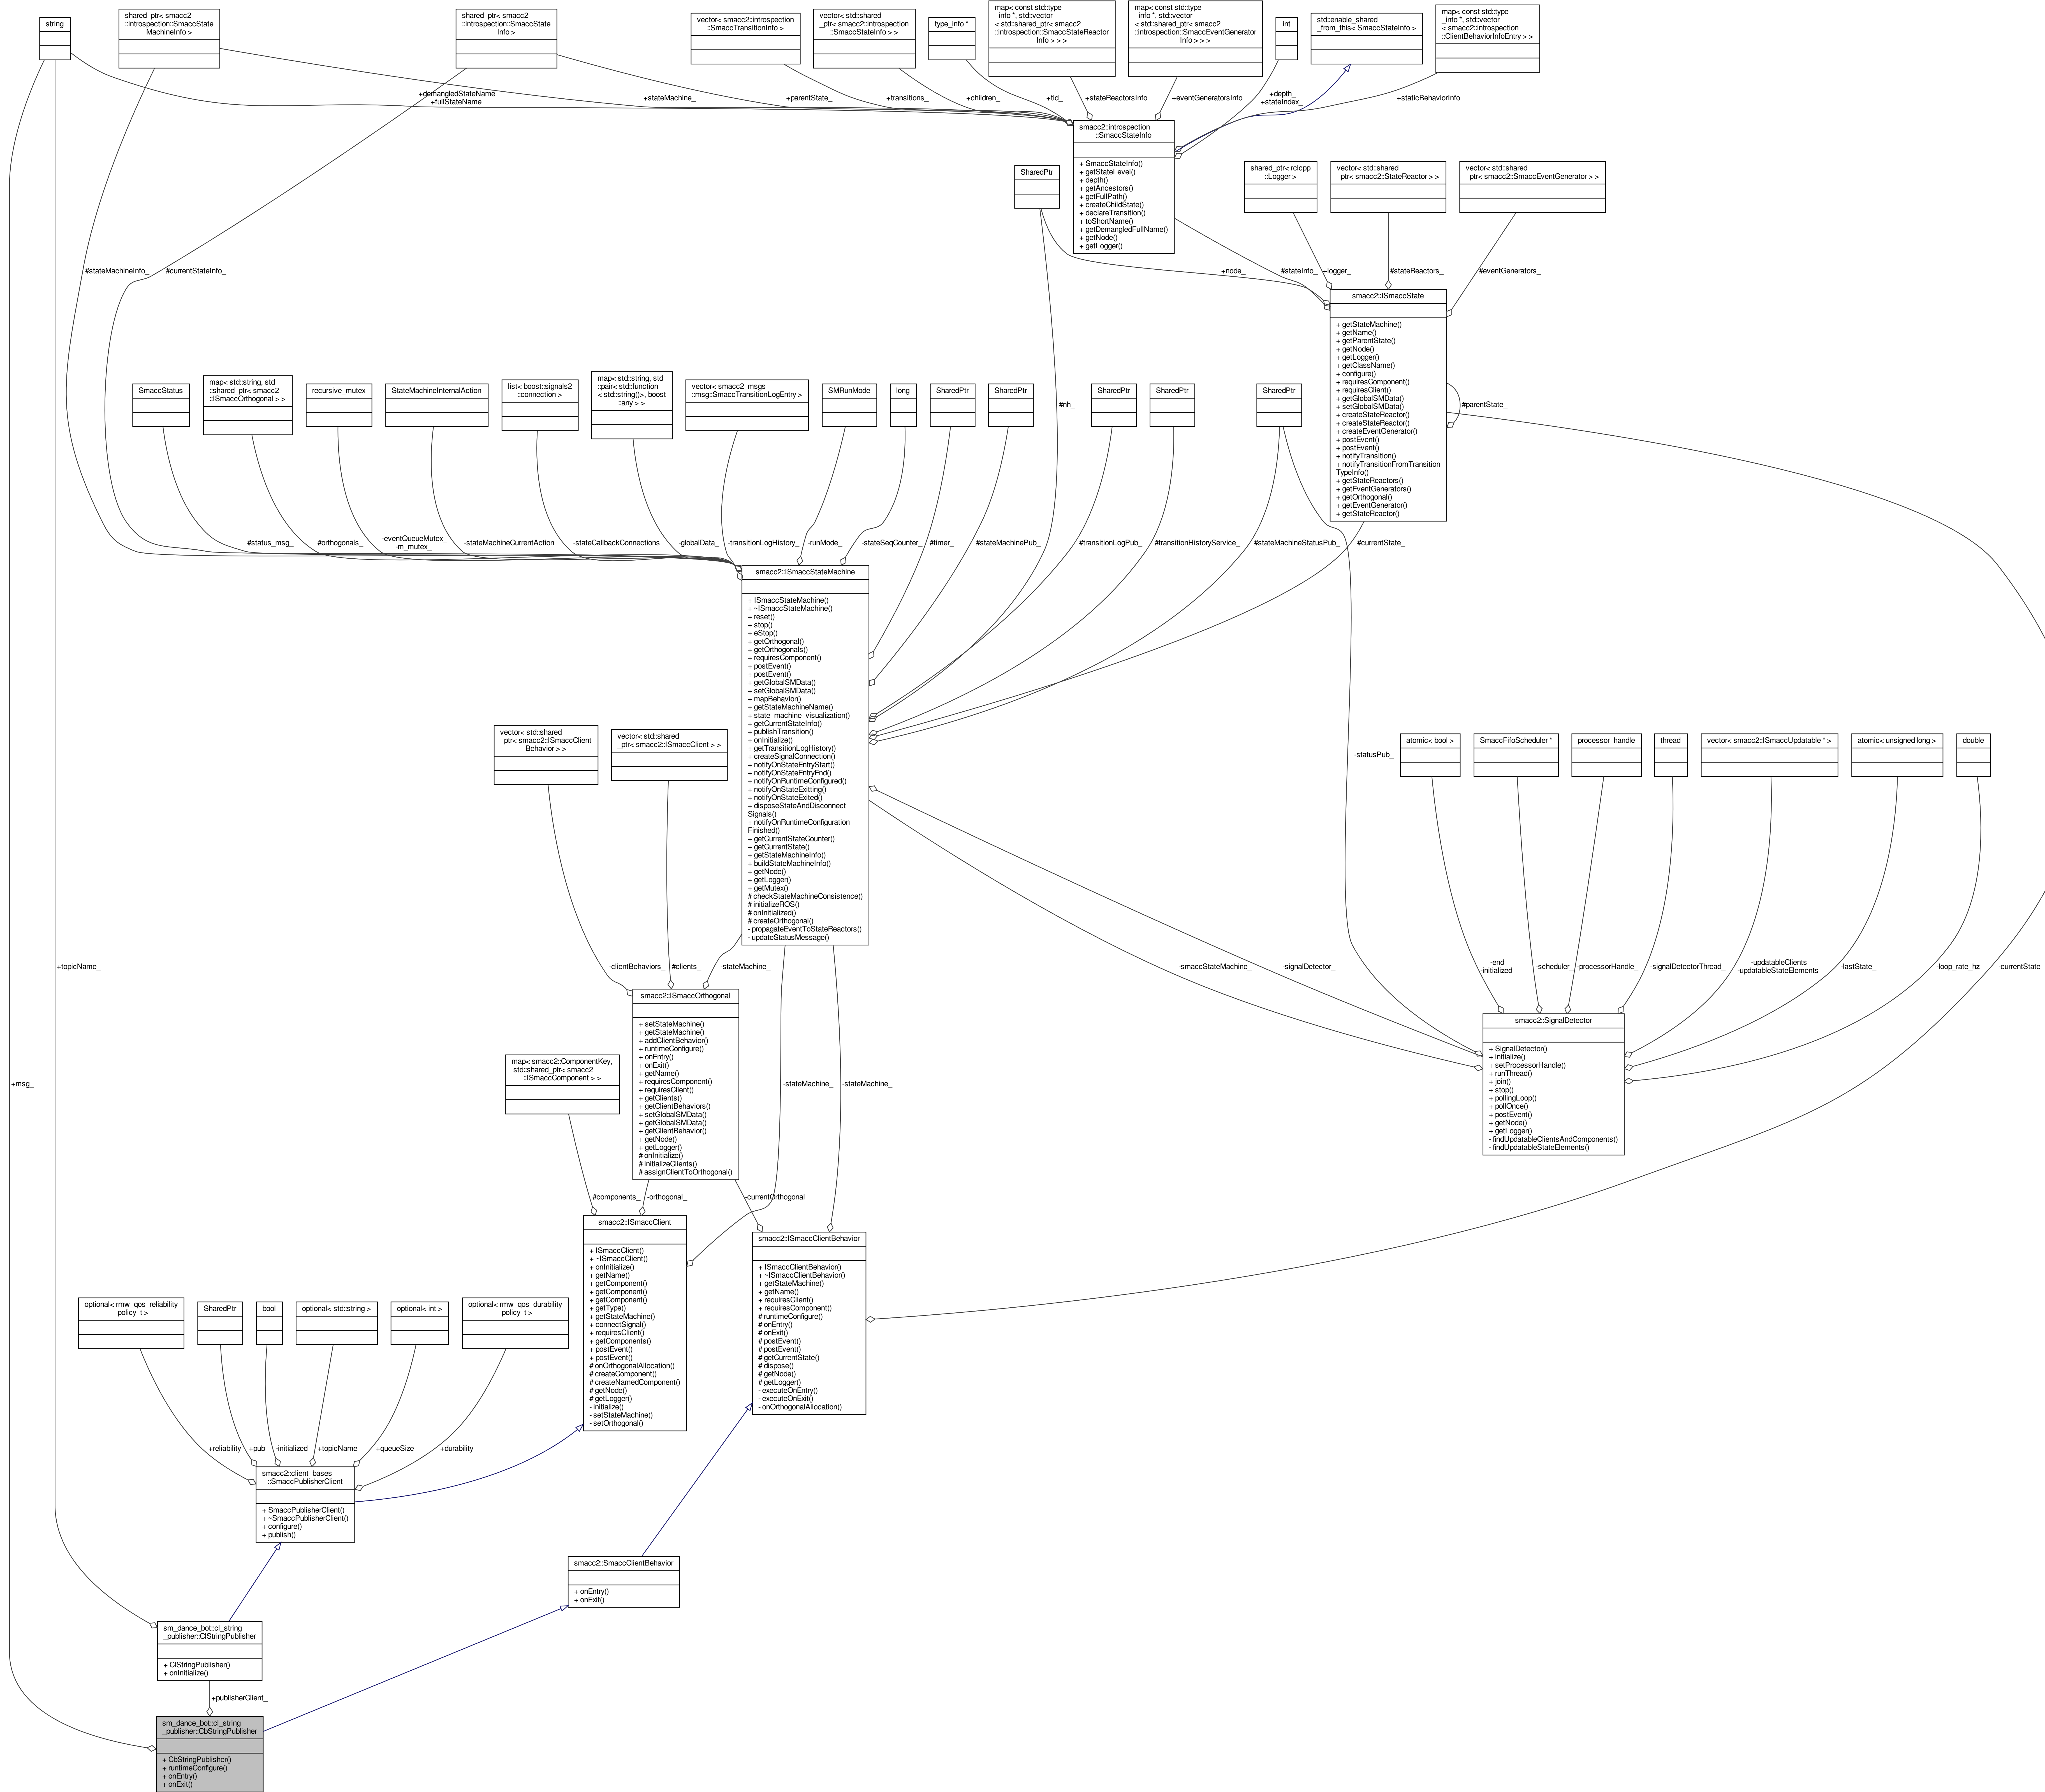 string
shared_ptr< smacc2
::introspection::SmaccState
MachineInfo >
shared_ptr< smacc2
::introspection::SmaccState
Info >
vector< smacc2::introspection
::SmaccTransitionInfo >
vector< std::shared
_ptr< smacc2::introspection
::SmaccStateInfo > >
type_info *
map< const std::type
_info *, std::vector
< std::shared_ptr< smacc2
::introspection::SmaccStateReactor
Info > > >
map< const std::type
_info *, std::vector
< std::shared_ptr< smacc2
::introspection::SmaccEventGenerator
Info > > >
int
std::enable_shared
_from_this< SmaccStateInfo >
map< const std::type
_info *, std::vector
< smacc2::introspection
::ClientBehaviorInfoEntry > >
+demangledStateName
+fullStateName
+stateMachine_
+parentState_
+transitions_
+children_
+tid_
+stateReactorsInfo
+eventGeneratorsInfo
+depth_
+stateIndex_
+staticBehaviorInfo
smacc2::introspection
::SmaccStateInfo
+ SmaccStateInfo()
+ getStateLevel()
+ depth()
+ getAncestors()
+ getFullPath()
+ createChildState()
+ declareTransition()
+ toShortName()
+ getDemangledFullName()
+ getNode()
+ getLogger()
SharedPtr
shared_ptr< rclcpp
::Logger >
vector< std::shared
_ptr< smacc2::StateReactor > >
vector< std::shared
_ptr< smacc2::SmaccEventGenerator > >
#stateMachineInfo_
#currentStateInfo_
+node_
#stateInfo_
+logger_
#stateReactors_
#eventGenerators_
smacc2::ISmaccState
+ getStateMachine()
+ getName()
+ getParentState()
+ getNode()
+ getLogger()
+ getClassName()
+ configure()
+ requiresComponent()
+ requiresClient()
+ getGlobalSMData()
+ setGlobalSMData()
+ createStateReactor()
+ createStateReactor()
+ createEventGenerator()
+ postEvent()
+ postEvent()
+ notifyTransition()
+ notifyTransitionFromTransition
TypeInfo()
+ getStateReactors()
+ getEventGenerators()
+ getOrthogonal()
+ getEventGenerator()
+ getStateReactor()
#parentState_
SmaccStatus
map< std::string, std
::shared_ptr< smacc2
::ISmaccOrthogonal > >
recursive_mutex
StateMachineInternalAction
list< boost::signals2
::connection >
map< std::string, std
::pair< std::function
< std::string()>, boost
::any > >
vector< smacc2_msgs
::msg::SmaccTransitionLogEntry >
SMRunMode
long
SharedPtr
SharedPtr
#nh_
SharedPtr
SharedPtr
SharedPtr
#status_msg_
#orthogonals_
-eventQueueMutex_
-m_mutex_
-stateMachineCurrentAction
-stateCallbackConnections
-globalData_
-transitionLogHistory_
-runMode_
-stateSeqCounter_
#timer_
#stateMachinePub_
#transitionLogPub_
#transitionHistoryService_
#stateMachineStatusPub_
#currentState_
smacc2::ISmaccStateMachine
+ ISmaccStateMachine()
+ ~ISmaccStateMachine()
+ reset()
+ stop()
+ eStop()
+ getOrthogonal()
+ getOrthogonals()
+ requiresComponent()
+ postEvent()
+ postEvent()
+ getGlobalSMData()
+ setGlobalSMData()
+ mapBehavior()
+ getStateMachineName()
+ state_machine_visualization()
+ getCurrentStateInfo()
+ publishTransition()
+ onInitialize()
+ getTransitionLogHistory()
+ createSignalConnection()
+ notifyOnStateEntryStart()
+ notifyOnStateEntryEnd()
+ notifyOnRuntimeConfigured()
+ notifyOnStateExitting()
+ notifyOnStateExited()
+ disposeStateAndDisconnect
Signals()
+ notifyOnRuntimeConfiguration
Finished()
+ getCurrentStateCounter()
+ getCurrentState()
+ getStateMachineInfo()
+ buildStateMachineInfo()
+ getNode()
+ getLogger()
+ getMutex()
# checkStateMachineConsistence()
# initializeROS()
# onInitialized()
# createOrthogonal()
- propagateEventToStateReactors()
- updateStatusMessage()
vector< std::shared
_ptr< smacc2::ISmaccClient
Behavior > >
vector< std::shared
_ptr< smacc2::ISmaccClient > >
-statusPub_
atomic< bool >
SmaccFifoScheduler *
processor_handle
thread
vector< smacc2::ISmaccUpdatable * >
atomic< unsigned long >
double
+topicName_
-clientBehaviors_
#clients_
-stateMachine_
-smaccStateMachine_
-signalDetector_
-end_
-initialized_
-scheduler_
-processorHandle_
-signalDetectorThread_
-updatableClients_
-updatableStateElements_
-lastState_
-loop_rate_hz
-currentState
smacc2::ISmaccOrthogonal
+ setStateMachine()
+ getStateMachine()
+ addClientBehavior()
+ runtimeConfigure()
+ onEntry()
+ onExit()
+ getName()
+ requiresComponent()
+ requiresClient()
+ getClients()
+ getClientBehaviors()
+ setGlobalSMData()
+ getGlobalSMData()
+ getClientBehavior()
+ getNode()
+ getLogger()
# onInitialize()
# initializeClients()
# assignClientToOrthogonal()
smacc2::SignalDetector
+ SignalDetector()
+ initialize()
+ setProcessorHandle()
+ runThread()
+ join()
+ stop()
+ pollingLoop()
+ pollOnce()
+ postEvent()
+ getNode()
+ getLogger()
- findUpdatableClientsAndComponents()
- findUpdatableStateElements()
map< smacc2::ComponentKey,
std::shared_ptr< smacc2
::ISmaccComponent > >
+msg_
-stateMachine_
-stateMachine_
#components_
-orthogonal_
-currentOrthogonal
smacc2::ISmaccClient
+ ISmaccClient()
+ ~ISmaccClient()
+ onInitialize()
+ getName()
+ getComponent()
+ getComponent()
+ getComponent()
+ getType()
+ getStateMachine()
+ connectSignal()
+ requiresClient()
+ getComponents()
+ postEvent()
+ postEvent()
# onOrthogonalAllocation()
# createComponent()
# createNamedComponent()
# getNode()
# getLogger()
- initialize()
- setStateMachine()
- setOrthogonal()
smacc2::ISmaccClientBehavior
+ ISmaccClientBehavior()
+ ~ISmaccClientBehavior()
+ getStateMachine()
+ getName()
+ requiresClient()
+ requiresComponent()
# runtimeConfigure()
# onEntry()
# onExit()
# postEvent()
# postEvent()
# getCurrentState()
# dispose()
# getNode()
# getLogger()
- executeOnEntry()
- executeOnExit()
- onOrthogonalAllocation()
optional< rmw_qos_reliability
_policy_t >
SharedPtr
bool
optional< std::string >
optional< int >
optional< rmw_qos_durability
_policy_t >
+reliability
+pub_
-initialized_
+topicName
+queueSize
+durability
smacc2::client_bases
::SmaccPublisherClient
+ SmaccPublisherClient()
+ ~SmaccPublisherClient()
+ configure()
+ publish()
smacc2::SmaccClientBehavior
+ onEntry()
+ onExit()
sm_dance_bot::cl_string
_publisher::ClStringPublisher
+ ClStringPublisher()
+ onInitialize()
+publisherClient_
sm_dance_bot::cl_string
_publisher::CbStringPublisher
+ CbStringPublisher()
+ runtimeConfigure()
+ onEntry()
+ onExit()